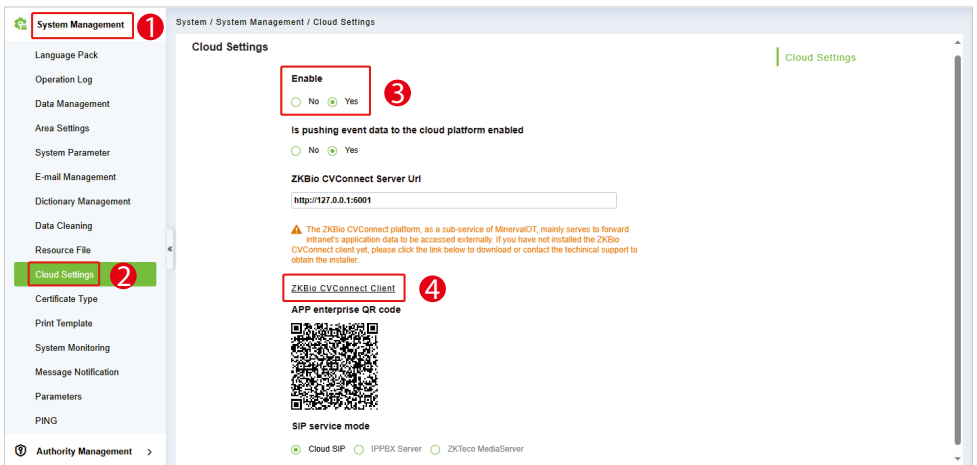 System Management
1
System / System Management / Cloud Settings
Language Pack
Operation Log
Data Management
Area Settings
System Parameter
E-mail Management
Dictionary Management
Data Cleaning
Resource File
Cloud Settings
2
Certificate Type
Print Template
System Monitoring
Message Notification
Parameters
PING
Authority Management >
«
Cloud Settings
Cloud Settings
Enable
No Yes
3
Is pushing event data to the cloud platform enabled
No Yes
ZKBio CVConnect Server Url
http://127.0.0.1:6001
The ZKBio CVConnect platform, as a sub-service of MinervaIOT, mainly serves to forward
intranet's application data to be accessed externally. If you have not installed the ZKBio
CVConnect client yet, please click the link below to download or contact the techinical support to
obtain the installer.
ZKBio CVConnect Client
4
APP enterprise QR code
SIP service mode
Cloud SIP IPPBX Server ZKTeco MediaServer